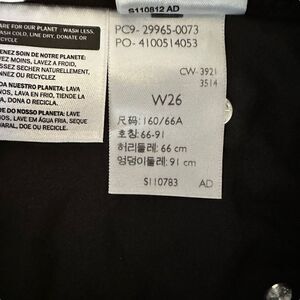 S110812 AD
FOR OUR PLANET:
WASH LESS,
WASH COLD, LINE DRY, DONATE OR
RECYCLE
SOIN DE NOTRE PLANETE:
MOINS, LAVEZ A FROID,
OU RECYCLEZ
DA NUESTRO PLANETA: LAVA
LAVA EN FRIO, TIENDE LA
DONA O RECICLA
DE DO NOSSO PLANETA: LAVE
LAVE EM ÁGUA FRIA, SEQUE
VARAL, DOE OU RECICLE.
PC9- 29965-0073
PO- 4100514053
CW-3921
3514
W26
尺码: 160/66A
호칭: 66-91
허리둘레: 66 cm
엉덩이둘레: 91 cm
S110783 AD